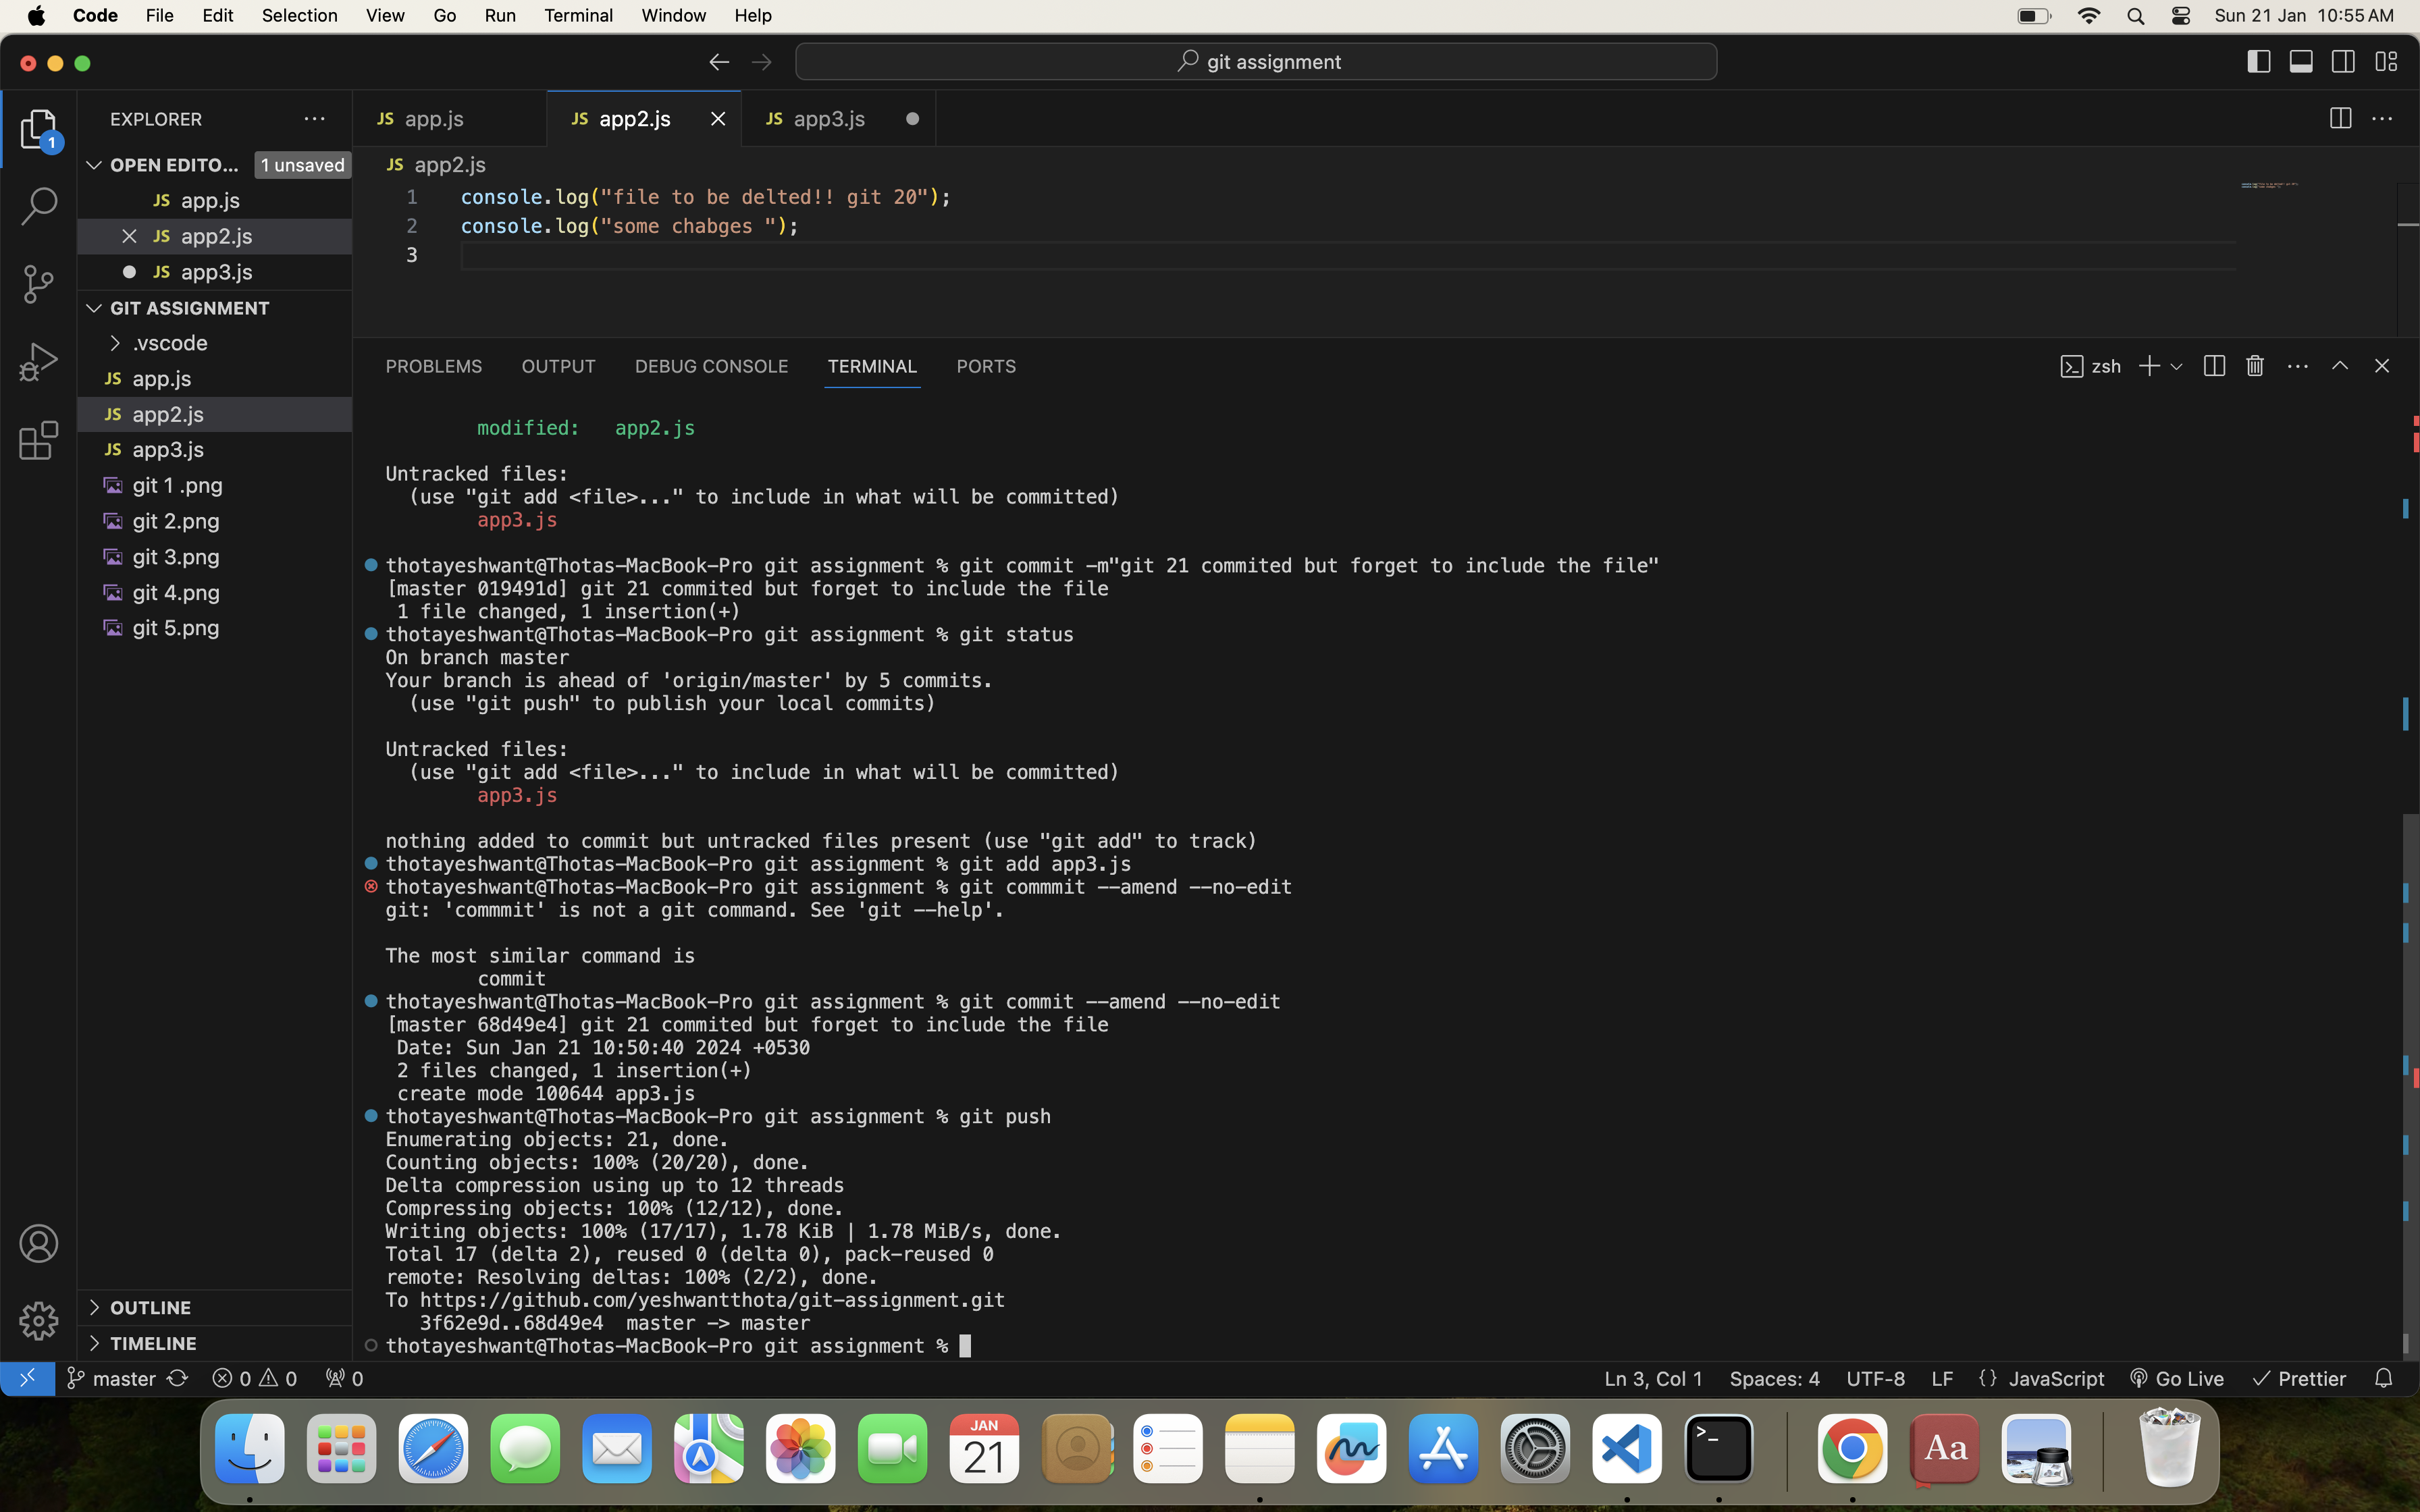 Code File Edit Selection View Go Run Terminal Window Help Sun 21 Jan 10:55 AM
git assignment
EXPLORER
JS app.js JS app2.js JS app3.js
OPEN EDITO... 1 unsaved
JS app.js
JS app2.js
JS app3.js
GIT ASSIGNMENT
.vscode
JS app.js
JS app2.js
JS app3.js
git 1 .png
git 2.png
git 3.png
git 4.png
git 5.png
OUTLINE
TIMELINE
1
JS app2.js
1 console.log("file to be delted!! git 20");
2 console.log("some chabges ");
3
PROBLEMS OUTPUT DEBUG CONSOLE TERMINAL PORTS zsh
modified: app2.js
Untracked files:
(use "git add <file>..." to include in what will be committed)
app3.js
thotayeshwant@Thotas-MacBook-Pro git assignment % git commit -m"git 21 commited but forget to include the file"
[master 019491d] git 21 commited but forget to include the file
1 file changed, 1 insertion(+)
thotayeshwant@Thotas-MacBook-Pro git assignment % git status
On branch master
Your branch is ahead of 'origin/master' by 5 commits.
(use "git push" to publish your local commits)
Untracked files:
(use "git add <file>..." to include in what will be committed)
app3.js
nothing added to commit but untracked files present (use "git add" to track)
thotayeshwant@Thotas-MacBook-Pro git assignment % git add app3.js
thotayeshwant@Thotas-MacBook-Pro git assignment % git commmit --amend --no-edit
git: 'commmit' is not a git command. See 'git --help'.
The most similar command is
commit
thotayeshwant@Thotas-MacBook-Pro git assignment % git commit --amend --no-edit
[master 68d49e4] git 21 commited but forget to include the file
Date: Sun Jan 21 10:50:40 2024 +0530
2 files changed, 1 insertion(+)
create mode 100644 app3.js
thotayeshwant@Thotas-MacBook-Pro git assignment % git push
Enumerating objects: 21, done.
Counting objects: 100% (20/20), done.
Delta compression using up to 12 threads
Compressing objects: 100% (12/12), done.
Writing objects: 100% (17/17), 1.78 KiB | 1.78 MiB/s, done.
Total 17 (delta 2), reused 0 (delta 0), pack-reused 0
remote: Resolving deltas: 100% (2/2), done.
To https://github.com/yeshwantthota/git-assignment.git
3f62e9d..68d49e4 master -> master
thotayeshwant@Thotas-MacBook-Pro git assignment %
master 0 0 0 Ln 3, Col 1 Spaces: 4 UTF-8 LF {} JavaScript Go Live Prettier
JAN
21
>_
Aa